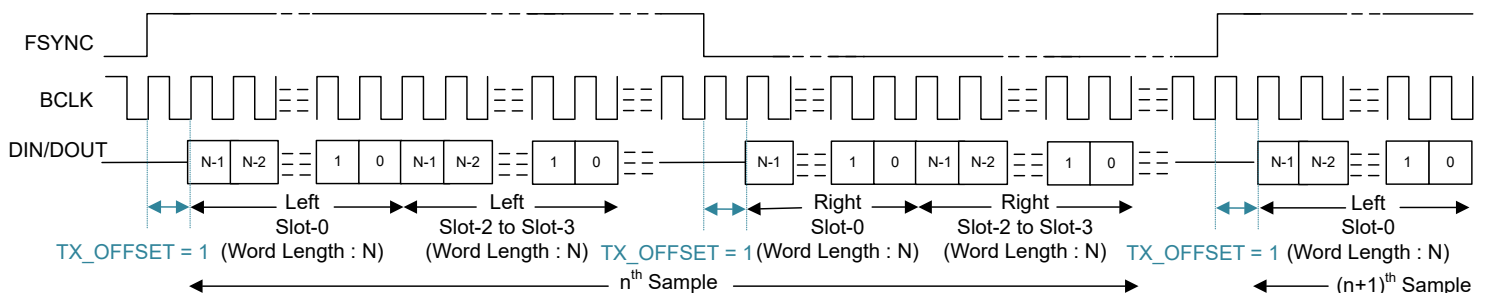 FSYNC
BCLK
DIN/DOUT
N-1 N-2 1 0 N-1 N-2 1 0 N-1 1 0 N-1 N-2 1 0 N-1 N-2 1 0
Left Left Right Right Left
Slot-0 Slot-2 to Slot-3 Slot-0 Slot-2 to Slot-3 Slot-0
TX_OFFSET = 1 (Word Length : N) (Word Length : N) TX_OFFSET = 1 (Word Length : N) (Word Length : N) TX_OFFSET = 1 (Word Length : N)
nth Sample (n+1)th Sample